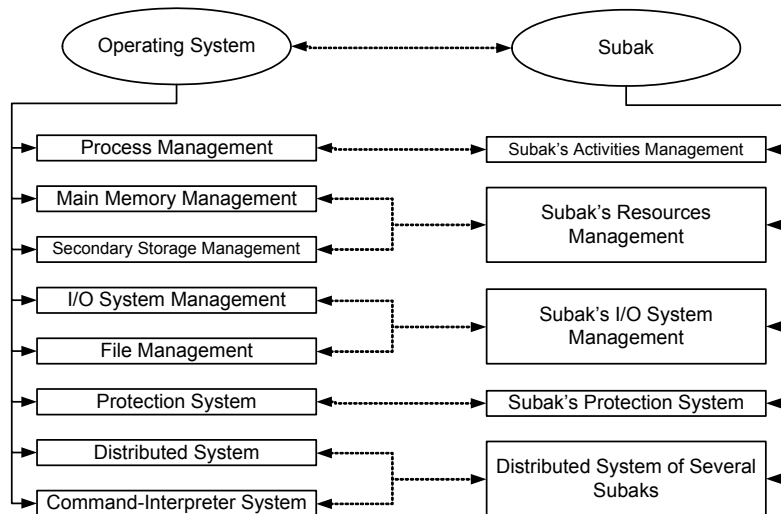 Operating System
Subak
Process Management
Subak's Activities Management
Main Memory Management
Subak's Resources
Management
Secondary Storage Management
I/O System Management
Subak's I/O System
Management
File Management
Protection System
Subak's Protection System
Distributed System
Distributed System of Several
Subaks
Command-Interpreter System